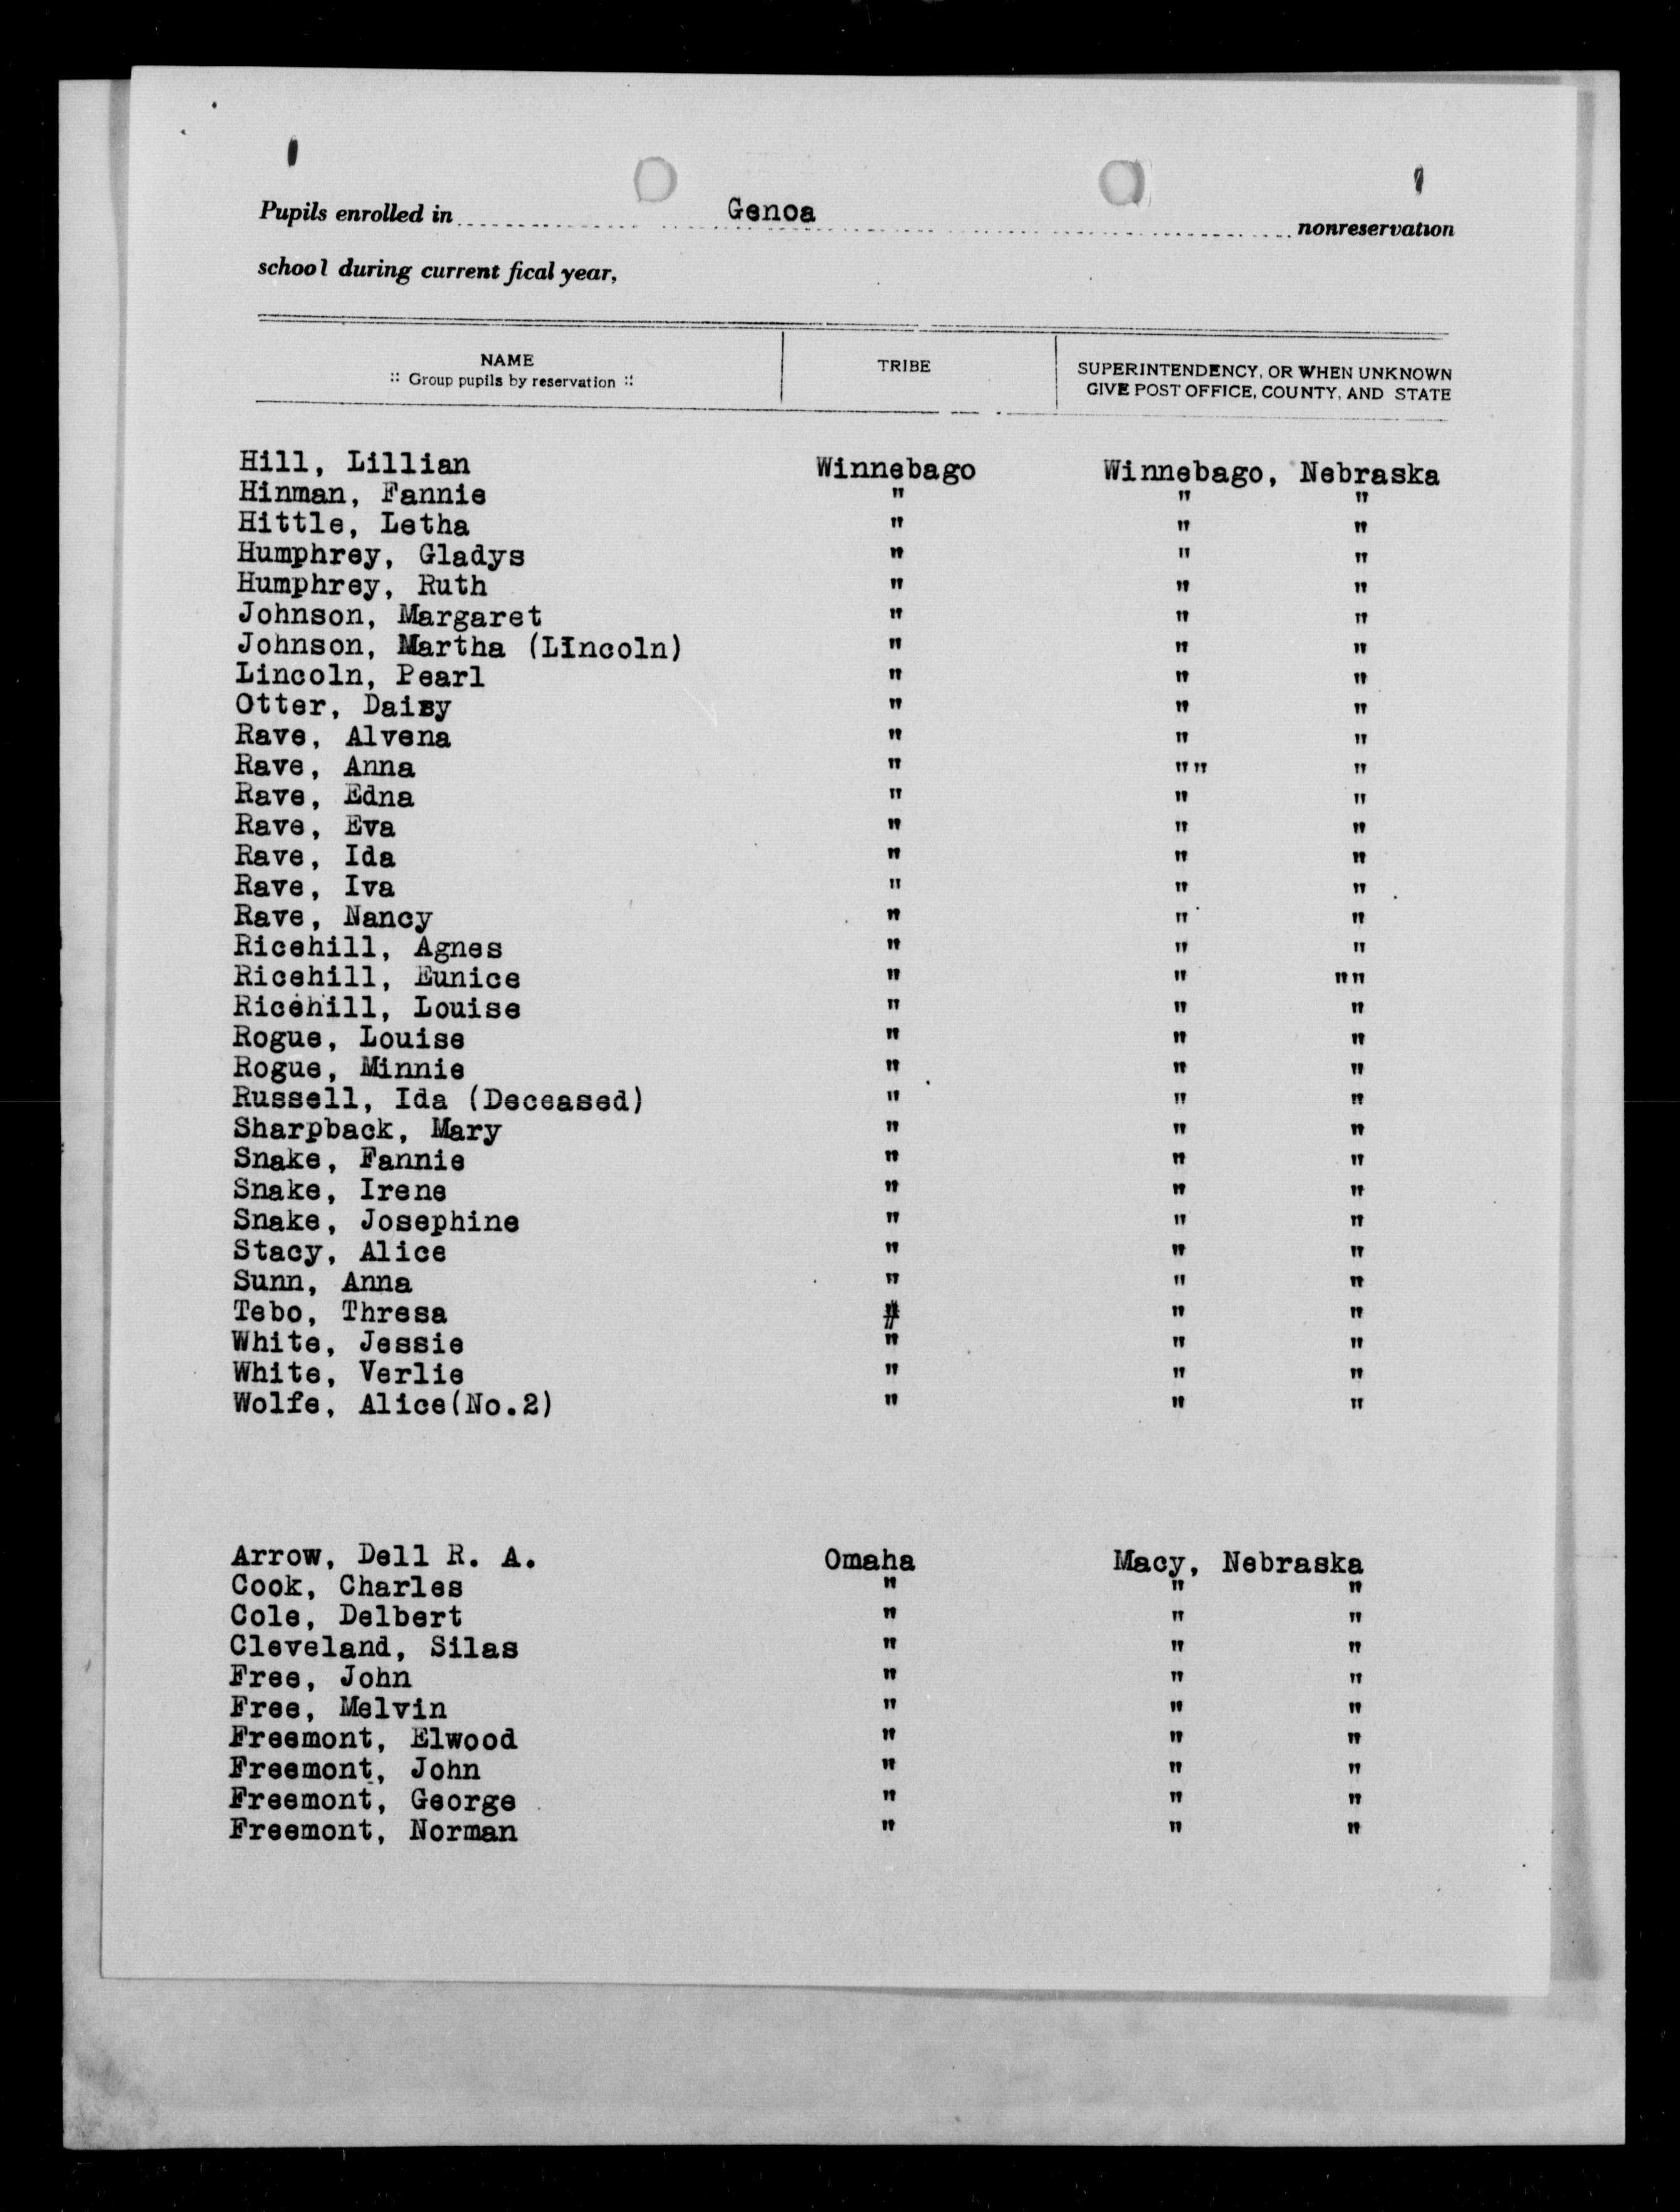 Pupils enrolled in Genoa nonreservation
school during current fical year,
NAME TRIBE SUPERINTENDENCY, OR WHEN UNKNOWN
:: Group pupils by reservation :: GIVE POST OFFICE, COUNTY, AND STATE
Hill, Lillian Winnebago Winnebago, Nebraska
Hinman, Fannie " " "
Hittle, Letha " " "
Humphrey, Gladys " " "
Humphrey, Ruth " " "
Johnson, Margaret " " "
Johnson, Martha (LIncoln) " " "
Lincoln, Pearl " " "
Otter, Daisy " " "
Rave, Alvena " " "
Rave, Anna " "" "
Rave, Edna " " "
Rave, Eva " " "
Rave, Ida " " "
Rave, Iva " " "
Rave, Nancy " " "
Ricehill, Agnes " " "
Ricehill, Eunice " " ""
Ricehill, Louise " " "
Rogue, Louise " " "
Rogue, Minnie " " "
Russell, Ida (Deceased) " " "
Sharpback, Mary " " "
Snake, Fannie " " "
Snake, Irene " " "
Snake, Josephine " " "
Stacy, Alice " " "
Sunn, Anna " " "
Tebo, Thresa # " "
White, Jessie " " "
White, Verlie " " "
Wolfe, Alice(No.2) " " "
Arrow, Dell R. A. Omaha Macy, Nebraska
Cook, Charles " " "
Cole, Delbert " " "
Cleveland, Silas " " "
Free, John " " "
Free, Melvin " " "
Freemont, Elwood " " "
Freemont, John " " "
Freemont, George " " "
Freemont, Norman " " "